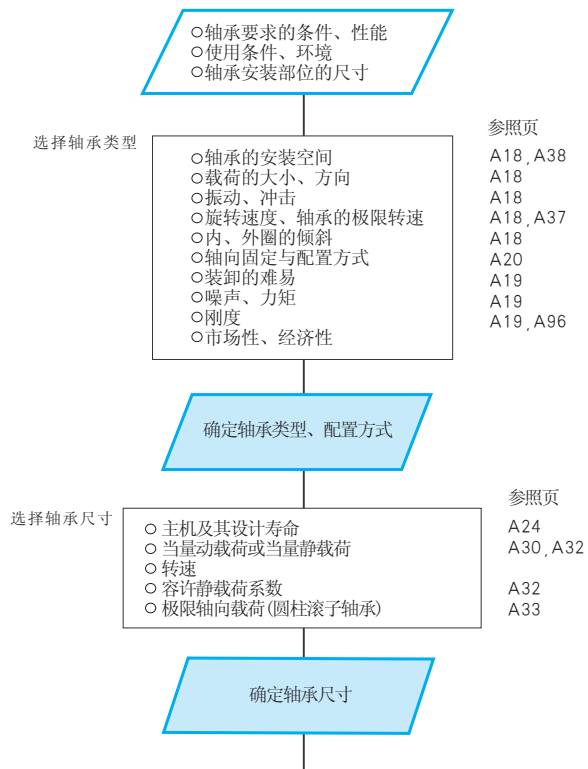 ○轴承要求的条件、性能
○使用条件、环境
○轴承安装部位的尺寸
选择轴承类型
参照页
○轴承的安装空间 A18,A38
○载荷的大小、方向 A18
○振动、冲击 A18
○旋转速度、轴承的极限转速 A18,A37
○内、外圈的倾斜 A18
○轴向固定与配置方式 A20
○装卸的难易 A19
○噪声、力矩 A19
○刚度 A19,A96
○市场性、经济性
确定轴承类型、配置方式
选择轴承尺寸
参照页
○ 主机及其设计寿命 A24
○ 当量动载荷或当量静载荷 A30,A32
○ 转速
○ 容许静载荷系数 A32
○ 极限轴向载荷(圆柱滚子轴承) A33
确定轴承尺寸